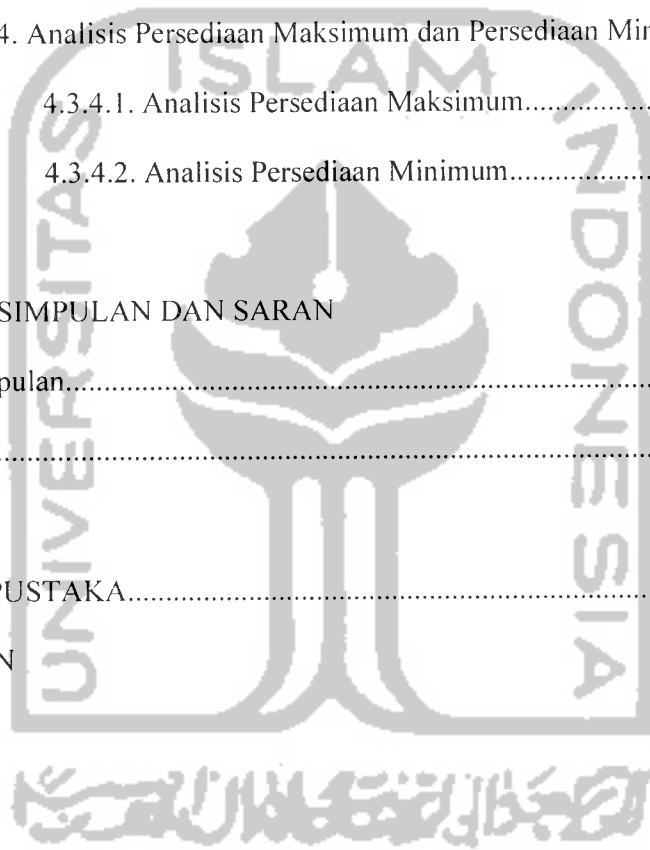 4. Analisis Persediaan Maksimum dan Persediaan Min
4.3.4.1. Analisis Persediaan Maksimum.................
4.3.4.2. Analisis Persediaan Minimum...................
SIMPULAN DAN SARAN
pulan..........................................................................
....................................................................................
PUSTAKA.................................................................
N
UNIVERSITAS
ISLAM
INDONESIA